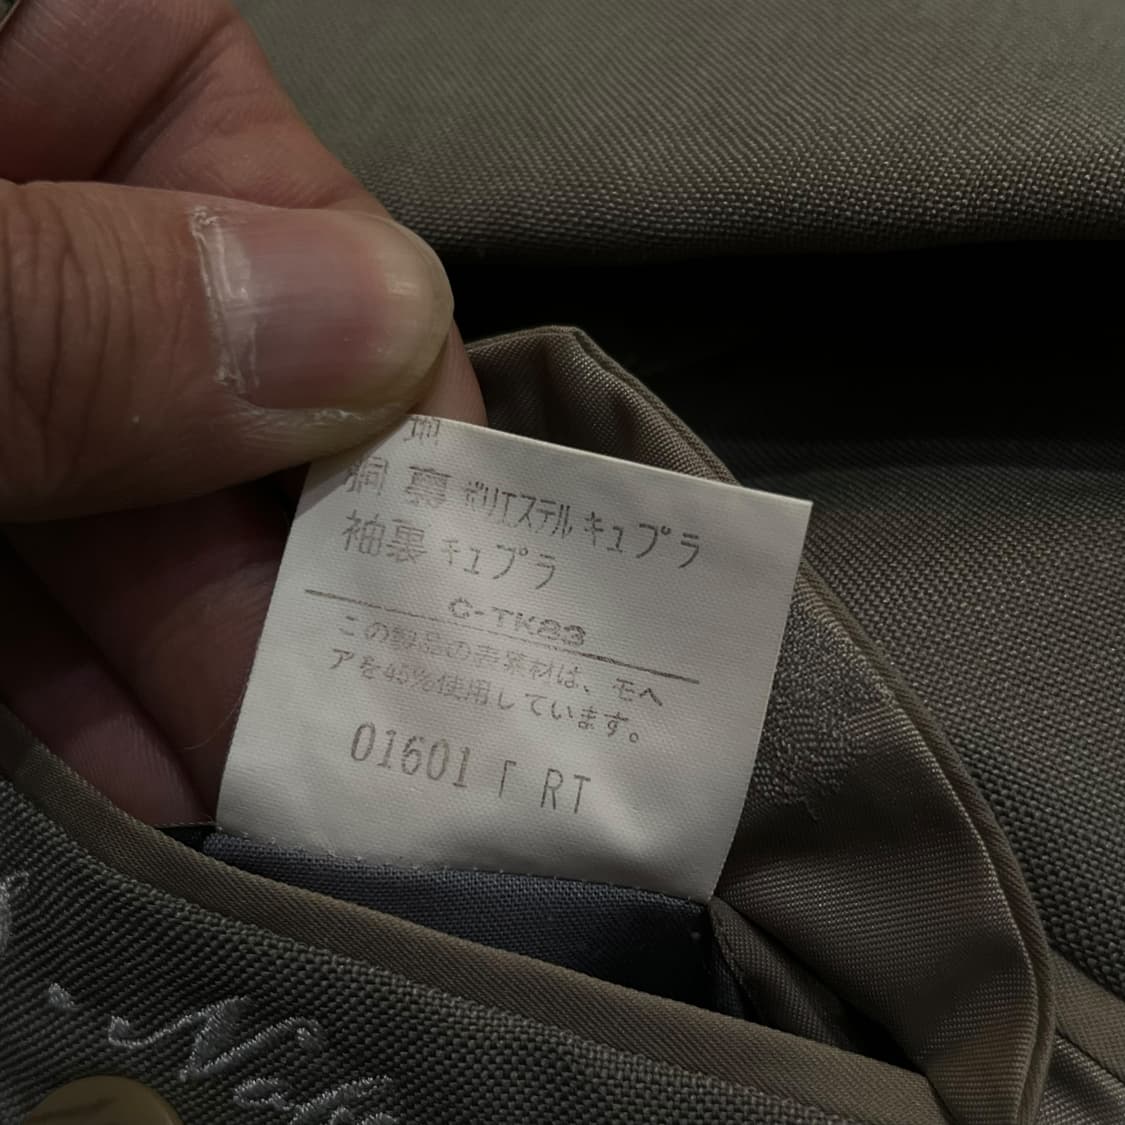 地
胴裏 ポリエステル キュプラ
袖裏 キュプラ
C-TK83
この製品の表素材は、モヘ
アを45%使用しています。
01601 「 RT